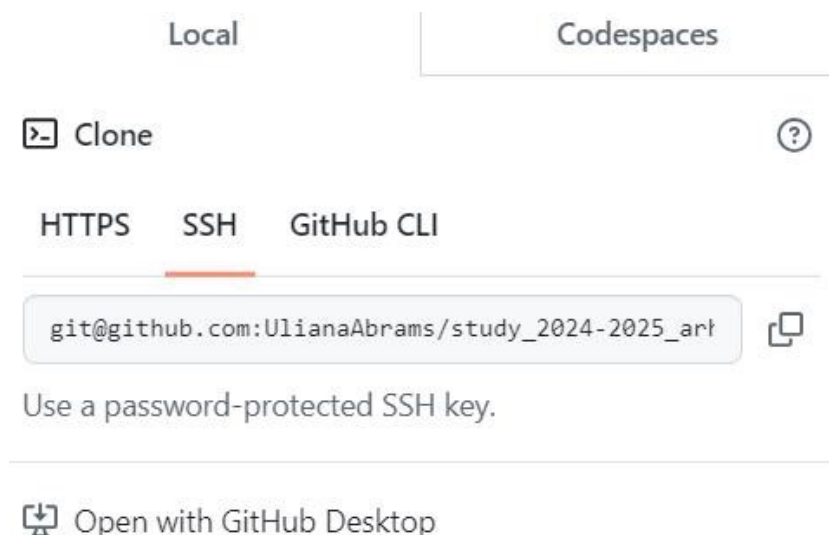 Local Codespaces
Clone
HTTPS SSH GitHub CLI
git@github.com:UlianaAbrams/study_2024-2025_arh
Use a password-protected SSH key.
Open with GitHub Desktop